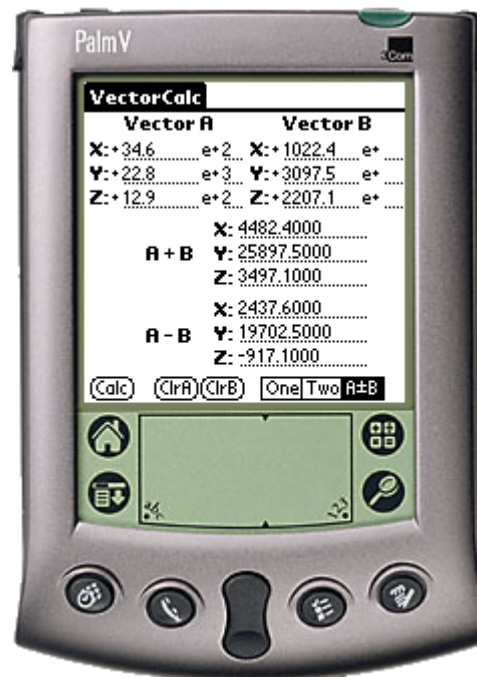 PalmV
3Com
VectorCalc
Vector A Vector B
X:+34.6 e+2 X:+1022.4 e+
Y:+22.8 e+3 Y:+3097.5 e+
Z:+12.9 e+2 Z:+2207.1 e+
X: 4482.4000
A+B Y: 25897.5000
Z: 3497.1000
X: 2437.6000
A-B Y: 19702.5000
Z: -917.1000
Calc ClrA ClrB One Two A±B
123